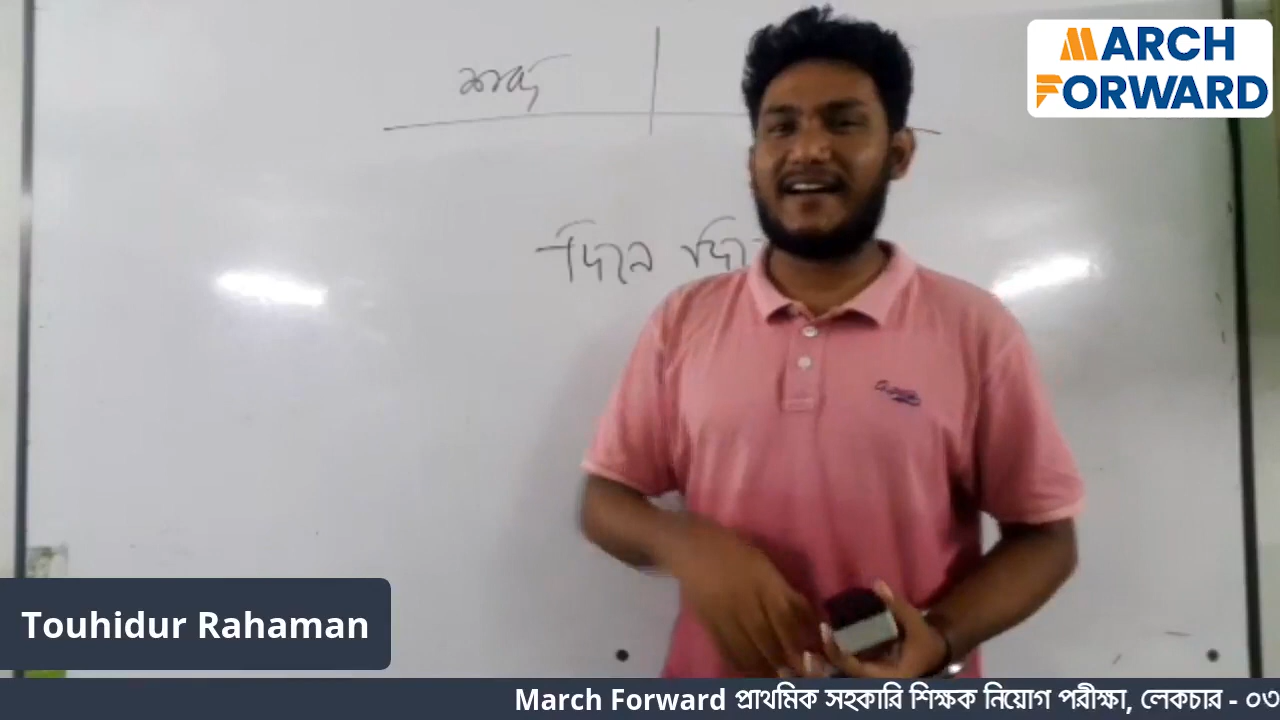 MARCH
FORWARD
দিনে
Touhidur Rahaman
March Forward প্রাথমিক সহকারি শিক্ষক নিয়োগ পরীক্ষা, লেকচার - ০৩